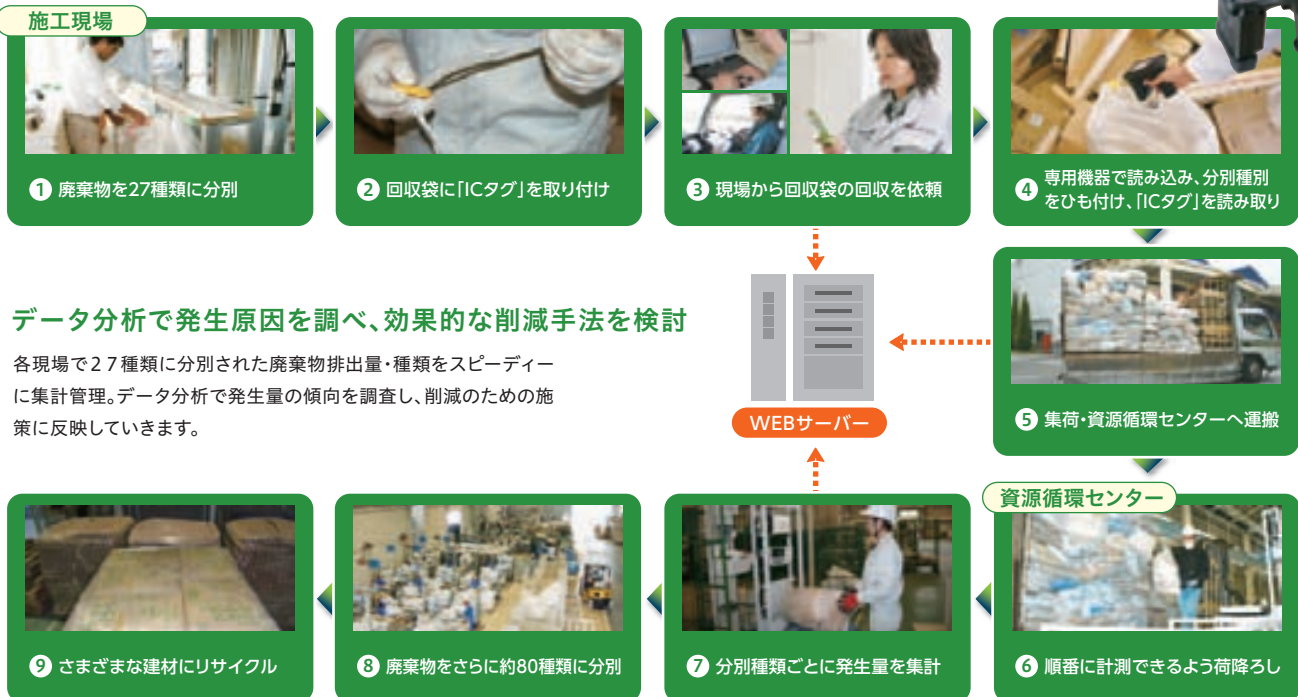 施工現場
1 廃棄物を27種類に分別
2 回収袋に「ICタグ」を取り付け
3 現場から回収袋の回収を依頼
4 専用機器で読み込み、分別種別
をひも付け、「ICタグ」を読み取り
データ分析で発生原因を調べ、効果的な削減手法を検討
各現場で27種類に分別された廃棄物排出量・種類をスピーディー
に集計管理。データ分析で発生量の傾向を調査し、削減のための施
策に反映していきます。
WEBサーバー
5 集荷・資源循環センターへ運搬
資源循環センター
6 順番に計測できるよう荷降ろし
7 分別種類ごとに発生量を集計
8 廃棄物をさらに約80種類に分別
9 さまざまな建材にリサイクル